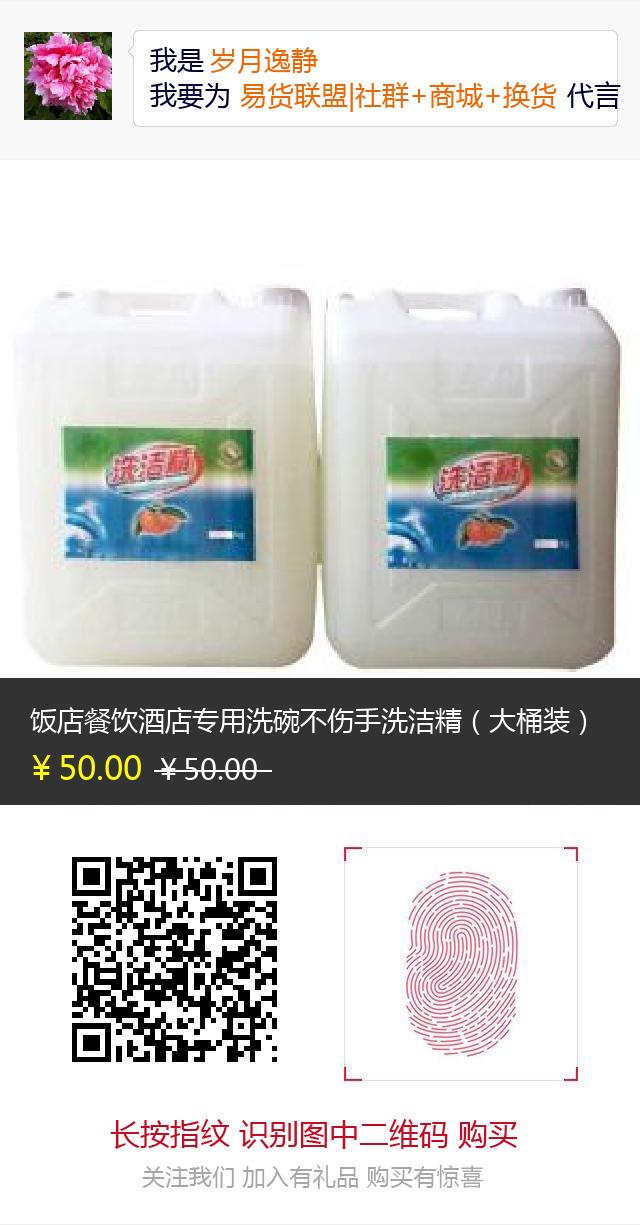 我是 岁月逸静
我要为 易货联盟|社群+商城+换货 代言
洗洁精
洗洁精
饭店餐饮酒店专用洗碗不伤手洗洁精（大桶装）
¥ 50.00 ¥ 50.00
长按指纹 识别图中二维码 购买
关注我们 加入有礼品 购买有惊喜